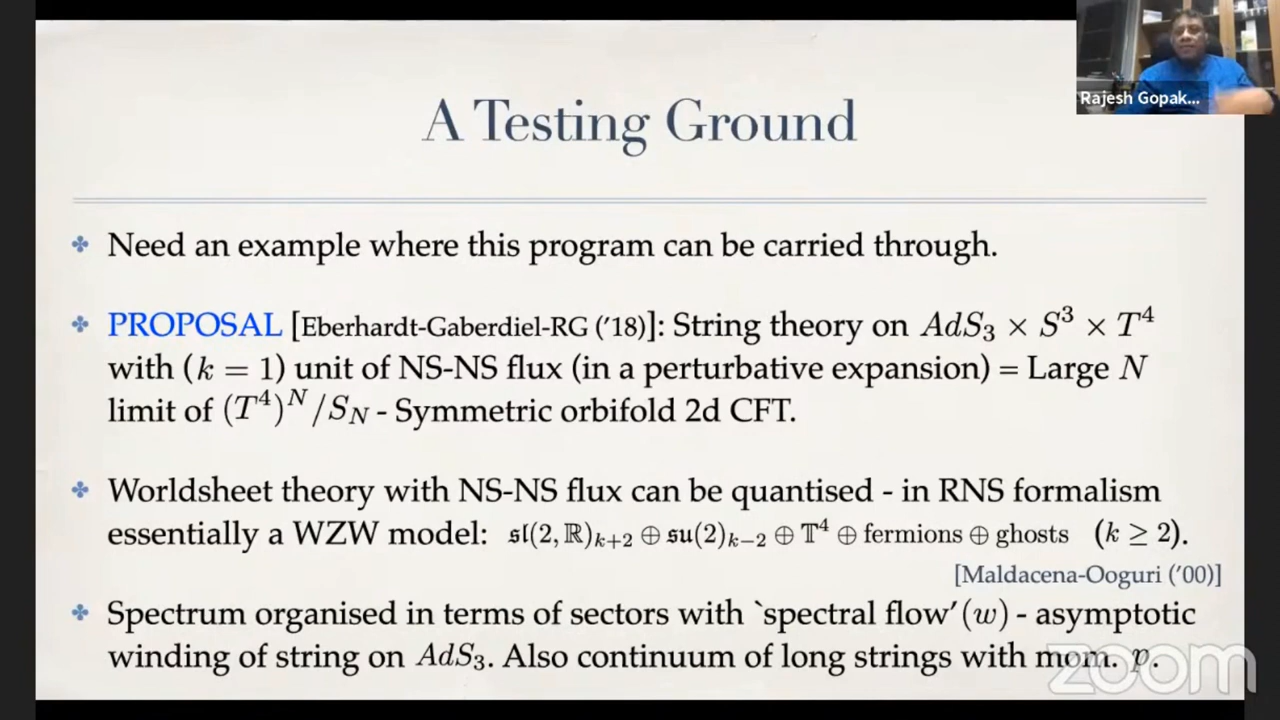 Rajesh Gopak...
A Testing Ground
Need an example where this program can be carried through.
PROPOSAL [Eberhardt-Gaberdiel-RG ('18)]: String theory on AdS₃ × S³ × T⁴
with (k = 1) unit of NS-NS flux (in a perturbative expansion) = Large N
limit of (T⁴)ᴺ/S_N - Symmetric orbifold 2d CFT.
Worldsheet theory with NS-NS flux can be quantised - in RNS formalism
essentially a WZW model: 𝔰𝔩(2,ℝ)ₖ₊₂ ⊕ 𝔰𝔲(2)ₖ₋₂ ⊕ 𝕋⁴ ⊕ fermions ⊕ ghosts (k ≥ 2).
[Maldacena-Ooguri ('00)]
Spectrum organised in terms of sectors with `spectral flow' (w) - asymptotic
winding of string on AdS₃. Also continuum of long strings with mom. p.
zoom